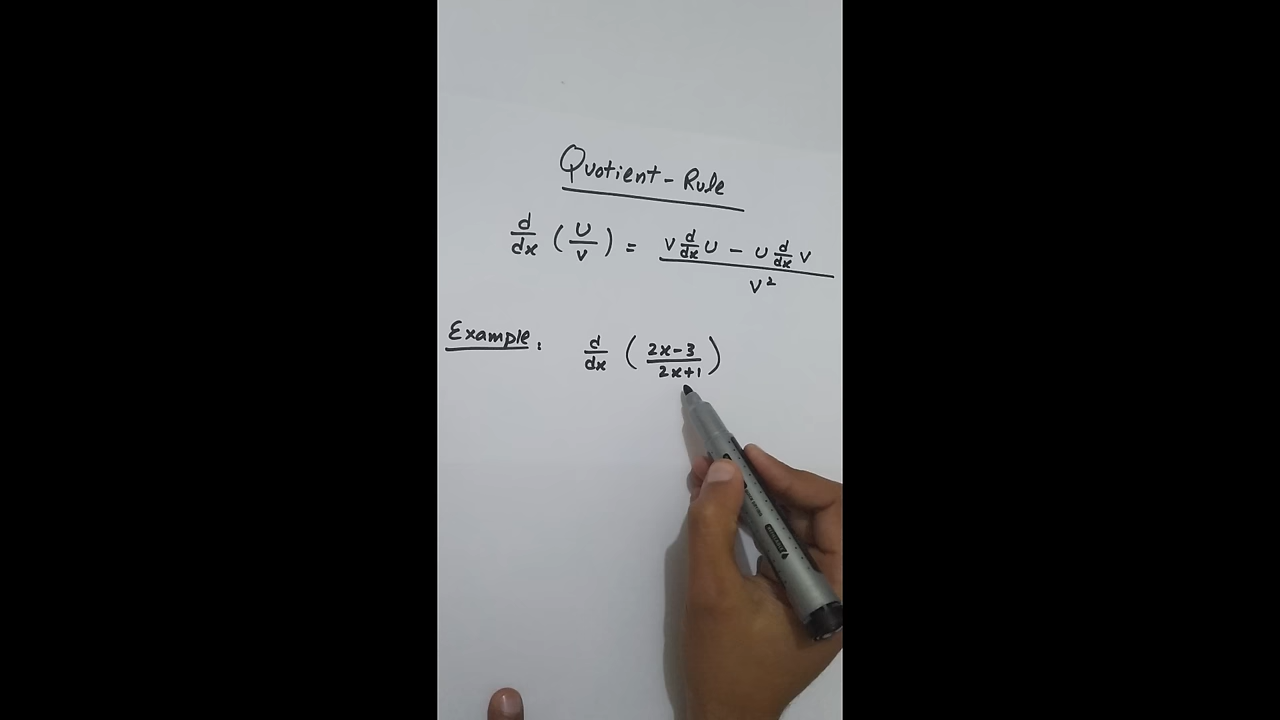 Quotient-Rule
d/dx (U/V) = (V d/dx U - U d/dx V)/V²
Example: d/dx ((2x-3)/(2x+1))